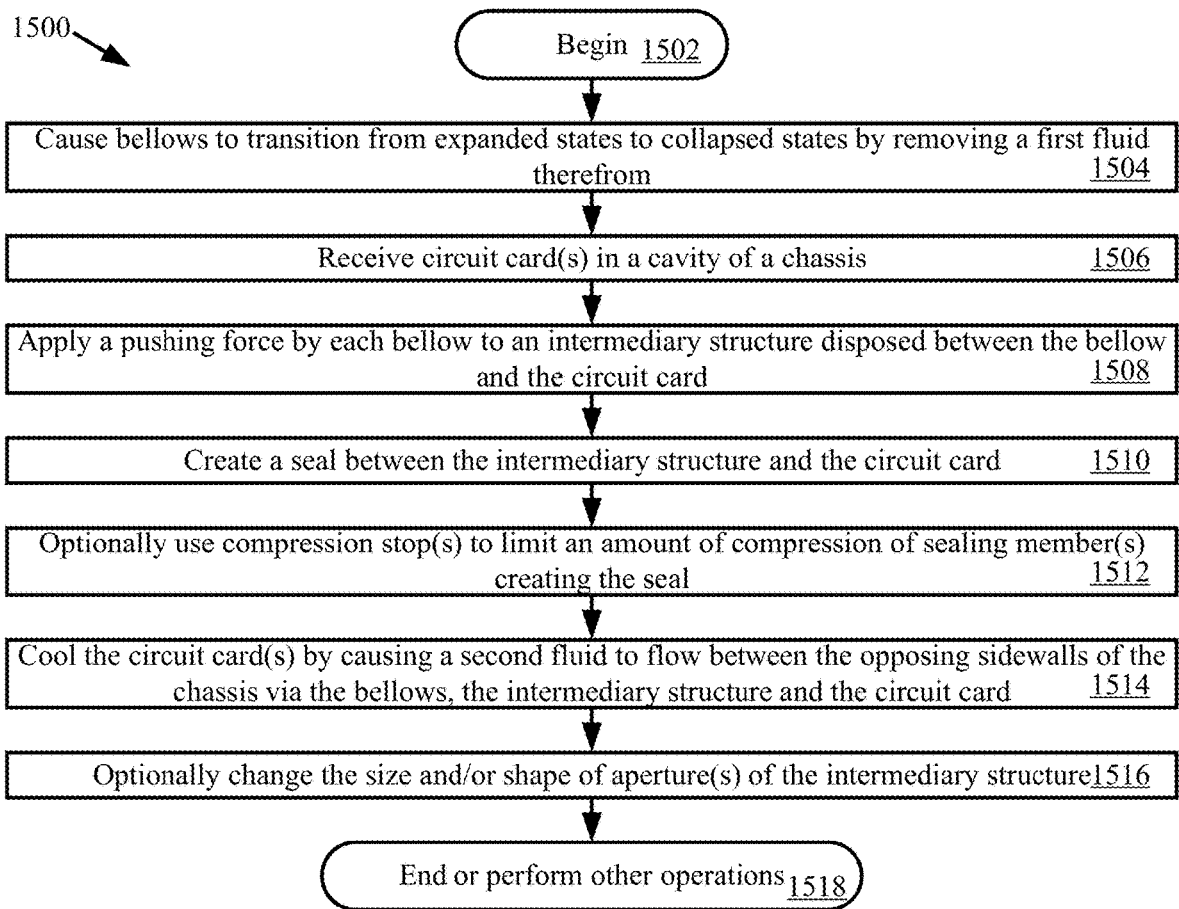 1500
Begin 1502
Cause bellows to transition from expanded states to collapsed states by removing a first fluid
therefrom 1504
Receive circuit card(s) in a cavity of a chassis 1506
Apply a pushing force by each bellow to an intermediary structure disposed between the bellow
and the circuit card 1508
Create a seal between the intermediary structure and the circuit card 1510
Optionally use compression stop(s) to limit an amount of compression of sealing member(s)
creating the seal 1512
Cool the circuit card(s) by causing a second fluid to flow between the opposing sidewalls of the
chassis via the bellows, the intermediary structure and the circuit card 1514
Optionally change the size and/or shape of aperture(s) of the intermediary structure 1516
End or perform other operations 1518